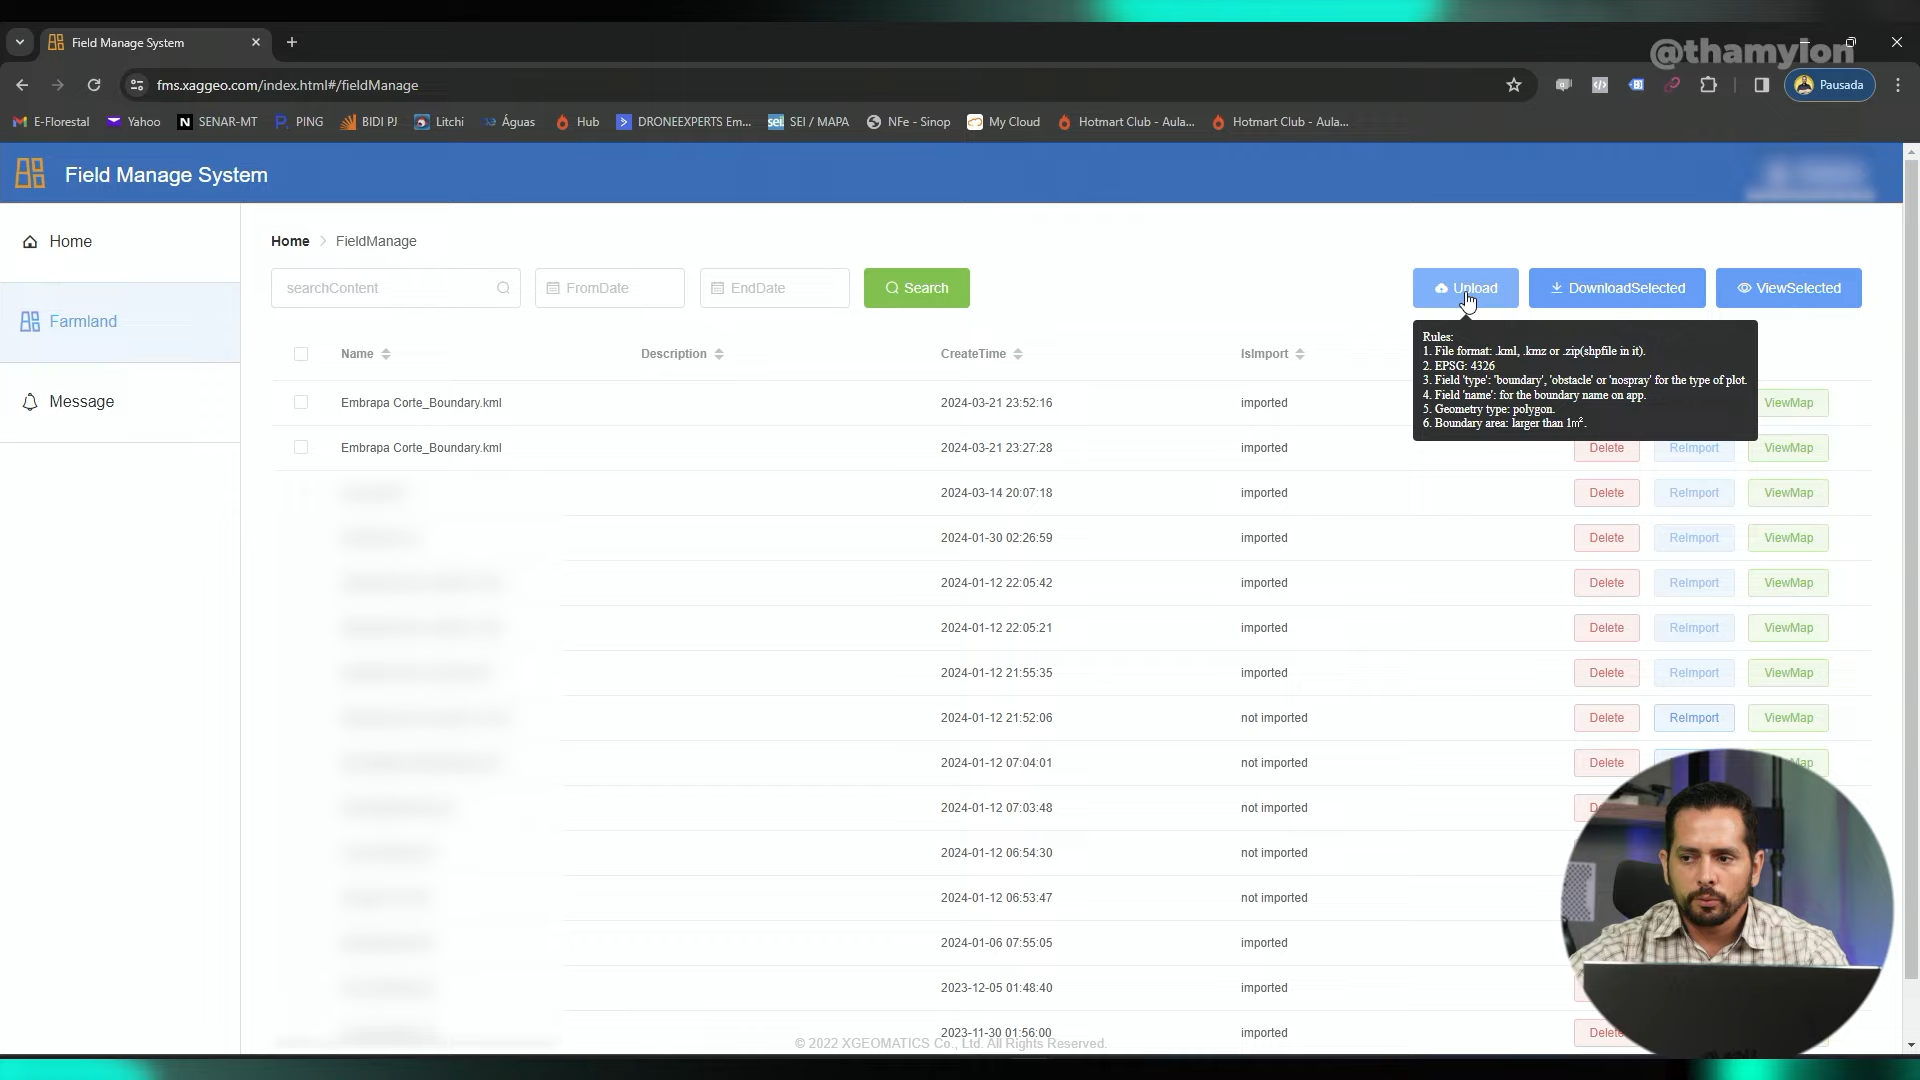 Field Manage System
@thamylon
fms.xaggeo.com/index.html#/fieldManage
Pausada
E-Florestal
Yahoo
SENAR-MT
PING
BIDI PJ
Litchi
Águas
Hub
DRONEEXPERTS Em...
SEI / MAPA
NFe - Sinop
My Cloud
Hotmart Club - Aula...
Hotmart Club - Aula...
Field Manage System
Home
Farmland
Message
Home > FieldManage
searchContent
FromDate
EndDate
Search
Upload
DownloadSelected
ViewSelected
Rules:
1. File format: .kml, .kmz or .zip(shpfile in it).
2. EPSG: 4326
3. Field 'type': 'boundary', 'obstacle' or 'nospray' for the type of plot.
4. Field 'name': for the boundary name on app.
5. Geometry type: polygon.
6. Boundary area: larger than 1㎡.
Name Description CreateTime IsImport
Embrapa Corte_Boundary.kml 2024-03-21 23:52:16 imported ViewMap
Embrapa Corte_Boundary.kml 2024-03-21 23:27:28 imported Delete ReImport ViewMap
2024-03-14 20:07:18 imported Delete ReImport ViewMap
2024-01-30 02:26:59 imported Delete ReImport ViewMap
2024-01-12 22:05:42 imported Delete ReImport ViewMap
2024-01-12 22:05:21 imported Delete ReImport ViewMap
2024-01-12 21:55:35 imported Delete ReImport ViewMap
2024-01-12 21:52:06 not imported Delete ReImport ViewMap
2024-01-12 07:04:01 not imported Delete
2024-01-12 07:03:48 not imported
2024-01-12 06:54:30 not imported
2024-01-12 06:53:47 not imported
2024-01-06 07:55:05 imported
2023-12-05 01:48:40 imported
2023-11-30 01:56:00 imported Delete
© 2022 XGEOMATICS Co., Ltd. All Rights Reserved.